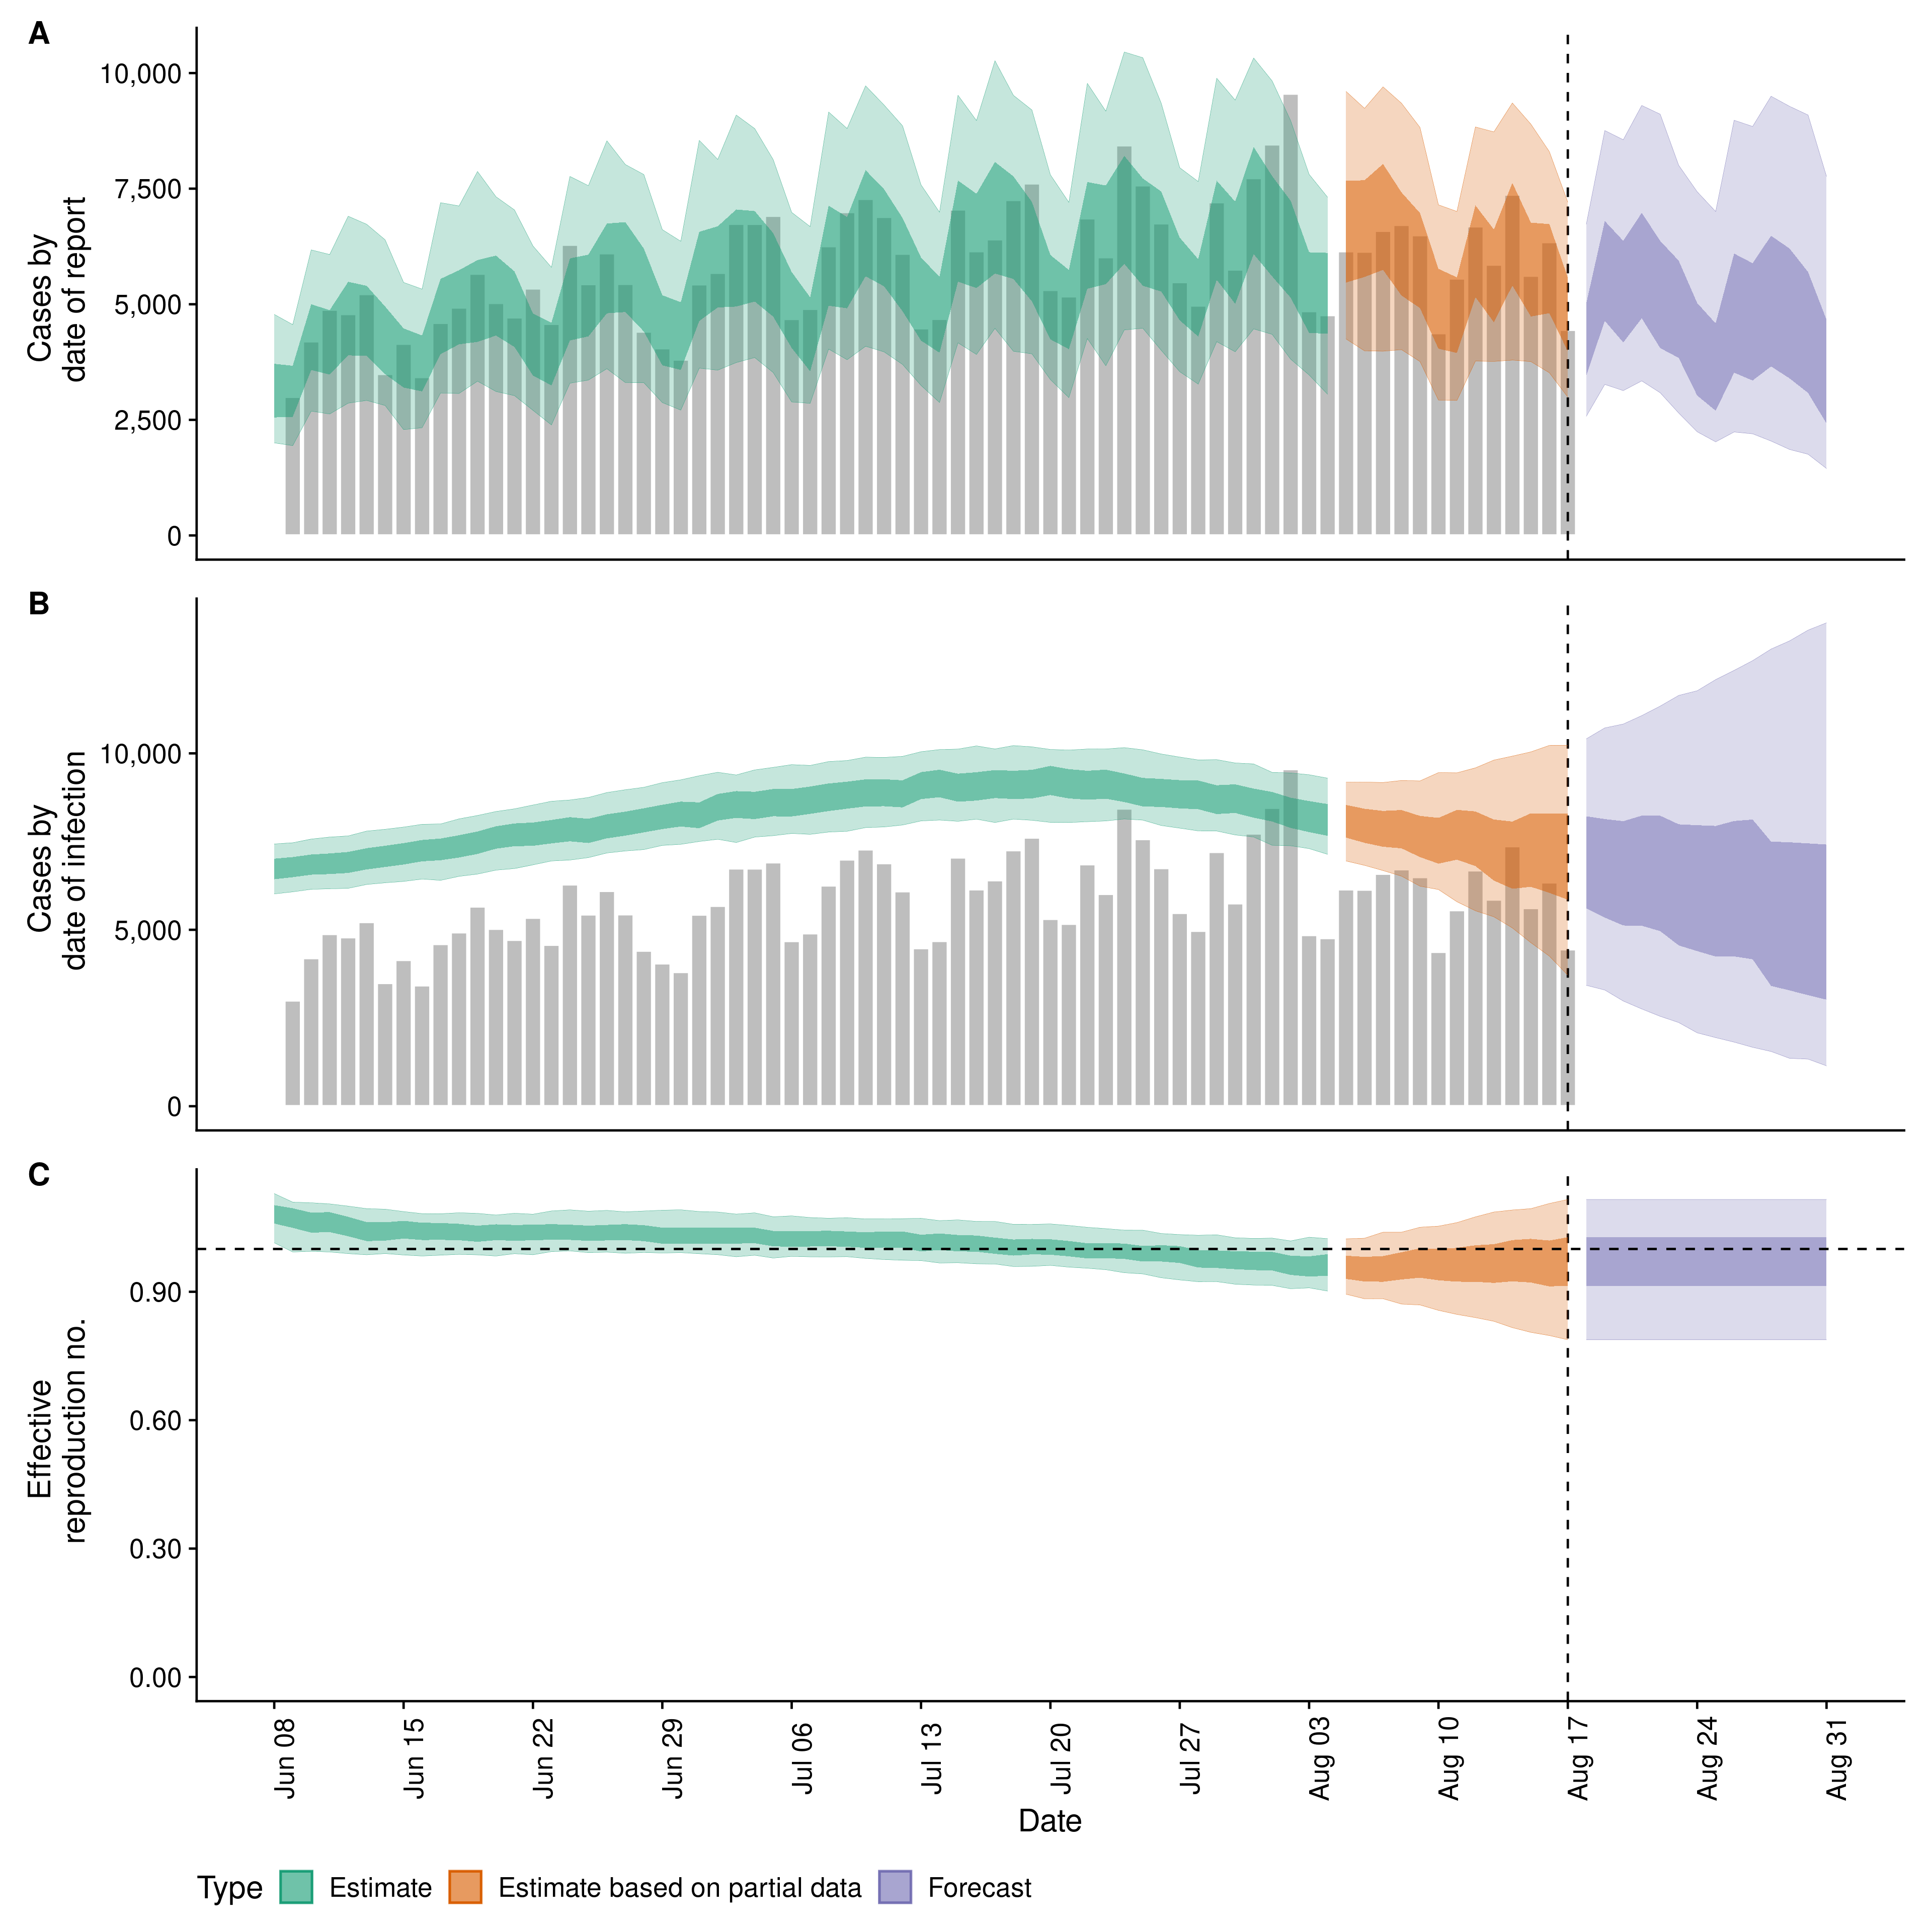 A
Cases by
date of report
10,000
7,500
5,000
2,500
0
B
Cases by
date of infection
10,000
5,000
0
C
Effective
reproduction no.
0.90
0.60
0.30
0.00
Jun 08
Jun 15
Jun 22
Jun 29
Jul 06
Jul 13
Jul 20
Jul 27
Aug 03
Aug 10
Aug 17
Aug 24
Aug 31
Date
Type Estimate Estimate based on partial data Forecast